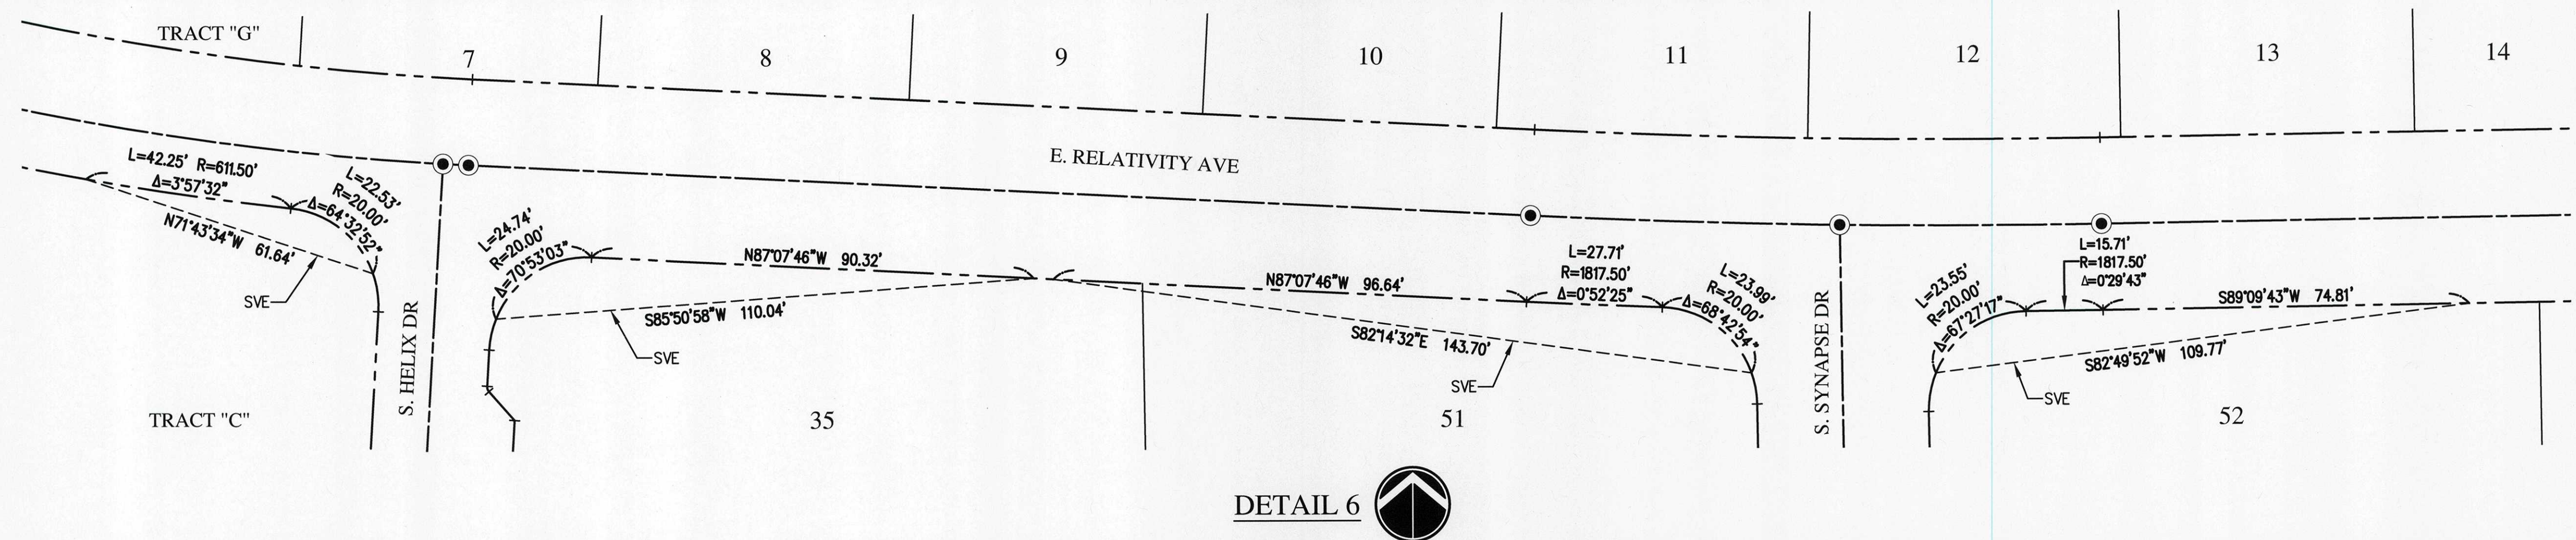 TRACT "G"
7
8
9
10
11
12
13
14
E. RELATIVITY AVE
L=42.25' R=611.50'
Δ=3°57'32"
L=22.53'
R=20.00'
Δ=64°32'52"
N71°43'34"W 61.64'
SVE
S. HELIX DR
TRACT "C"
L=24.74'
R=20.00'
Δ=70°53'03"
N87°07'46"W 90.32'
S85°50'58"W 110.04'
SVE
35
N87°07'46"W 96.64'
L=27.71'
R=1817.50'
Δ=0°52'25"
L=23.99'
R=20.00'
Δ=68°42'54"
S82°14'32"E 143.70'
SVE
51
S. SYNAPSE DR
L=23.55'
R=20.00'
Δ=67°27'17"
L=15.71'
R=1817.50'
Δ=0°29'43"
S89°09'43"W 74.81'
S82°49'52"W 109.77'
SVE
52
DETAIL 6